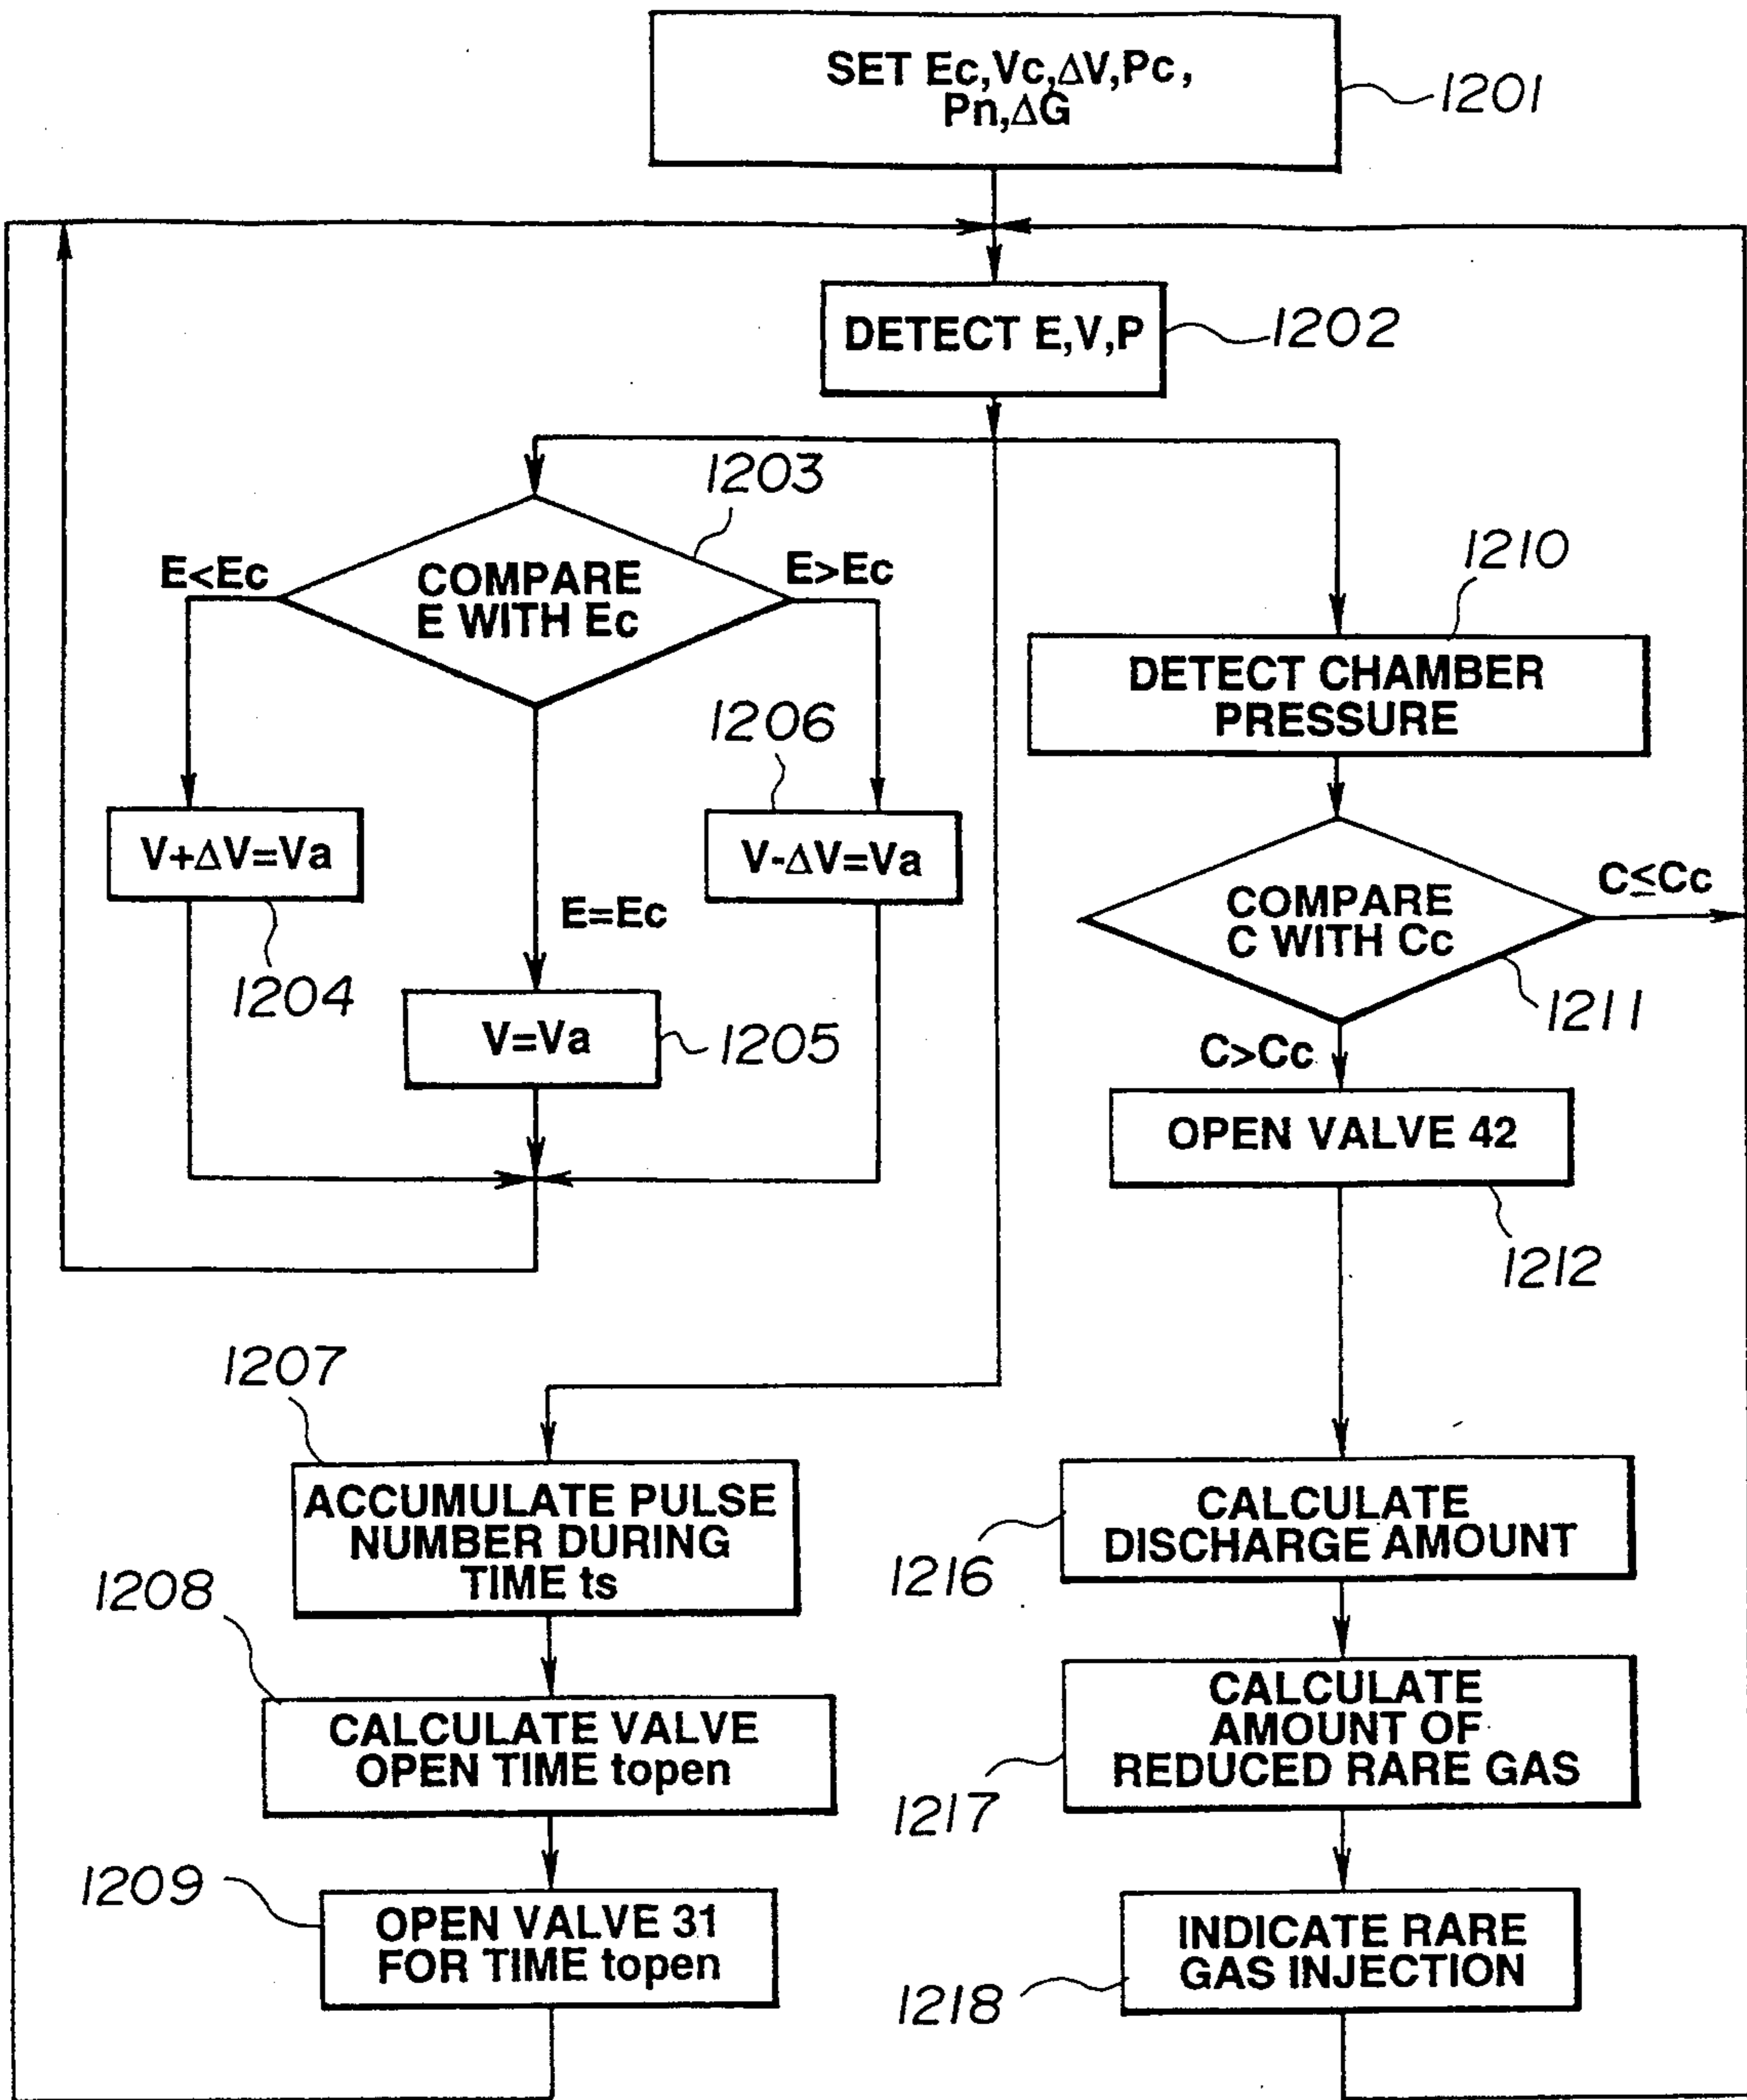 SET Ec,Vc,ΔV,Pc,
Pn,ΔG
1201
DETECT E,V,P
1202
1203
E<Ec
COMPARE
E WITH Ec
E>Ec
1210
DETECT CHAMBER
PRESSURE
1206
V+ΔV=Va
V-ΔV=Va
E=Ec
1204
V=Va
1205
COMPARE
C WITH Cc
C≤Cc
1211
C>Cc
OPEN VALVE 42
1212
1207
ACCUMULATE PULSE
NUMBER DURING
TIME ts
1208
CALCULATE VALVE
OPEN TIME topen
1209
OPEN VALVE 31
FOR TIME topen
CALCULATE
DISCHARGE AMOUNT
1216
CALCULATE
AMOUNT OF
REDUCED RARE GAS
1217
INDICATE RARE
GAS INJECTION
1218